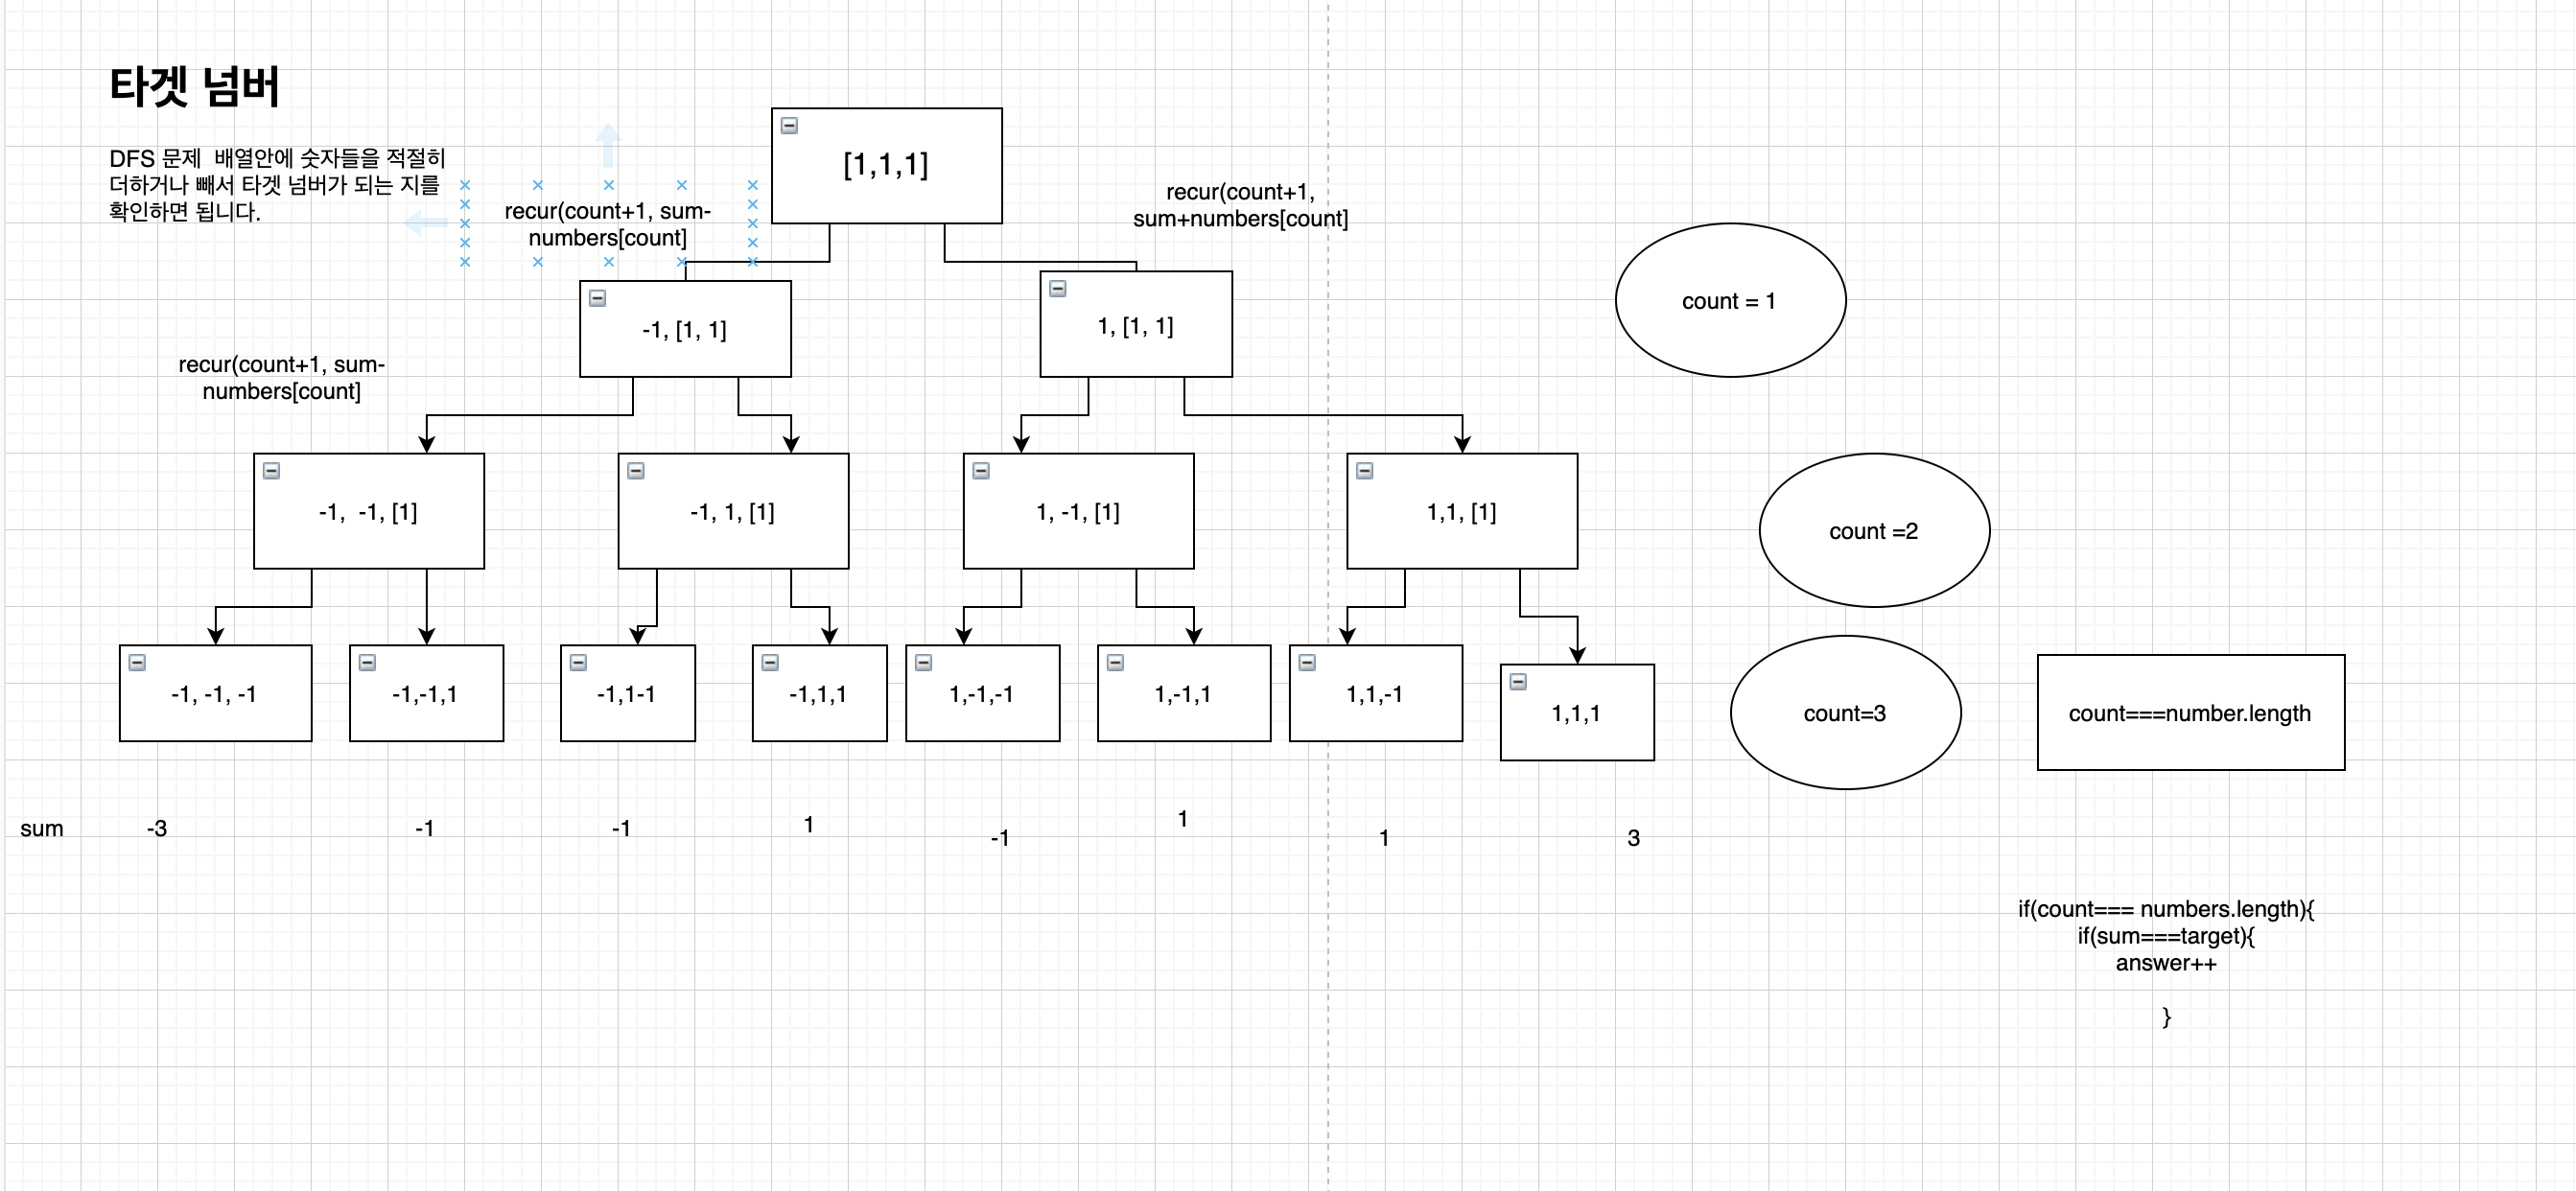 타겟 넘버
DFS 문제  배열안에 숫자들을 적절히
더하거나 빼서 타겟 넘버가 되는 지를
확인하면 됩니다.
[1,1,1]
recur(count+1, sum-
numbers[count]
recur(count+1,
sum+numbers[count]
-1, [1, 1]
1, [1, 1]
count = 1
recur(count+1, sum-
numbers[count]
-1,  -1, [1]
-1, 1, [1]
1, -1, [1]
1,1, [1]
count =2
-1, -1, -1
-1,-1,1
-1,1-1
-1,1,1
1,-1,-1
1,-1,1
1,1,-1
1,1,1
count=3
count===number.length
sum
-3
-1
-1
1
-1
1
1
3
if(count=== numbers.length){
if(sum===target){
answer++
}